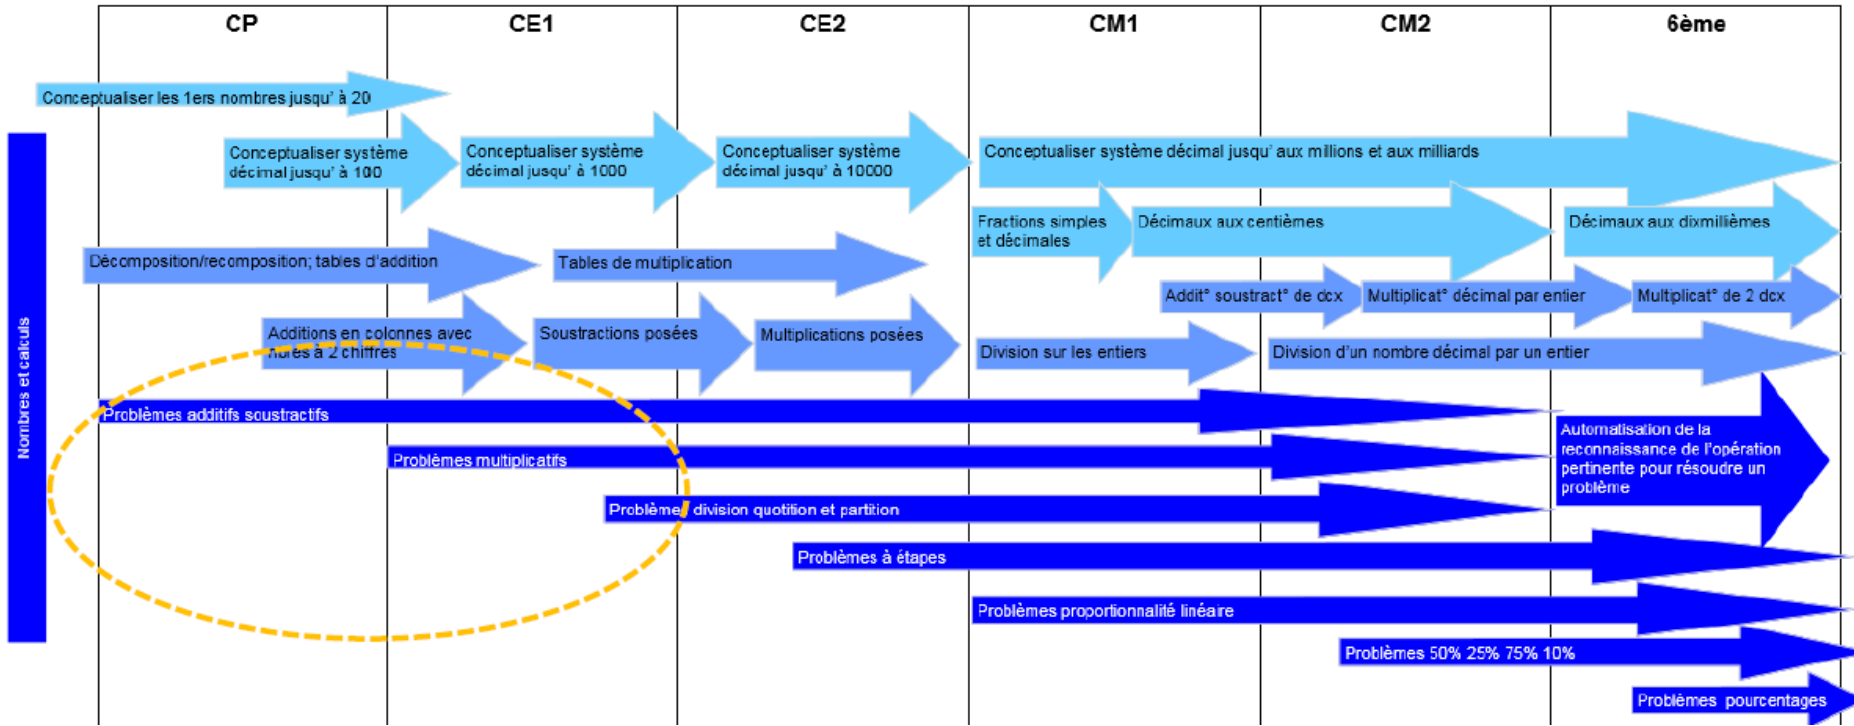 CP
CE1
CE2
CM1
CM2
6ème
Conceptualiser les 1ers nombres jusqu' à 20
Nombres et calculs
Conceptualiser système
décimal jusqu' à 100
Conceptualiser système
décimal jusqu' à 1000
Conceptualiser système
décimal jusqu' à 10000
Conceptualiser système décimal jusqu' aux millions et aux milliards
Fractions simples
et décimales
Décimaux aux centièmes
Décimaux aux dixmillièmes
Décomposition/recomposition; tables d'addition
Tables de multiplication
Addit° soustract° de dcx
Multiplicat° décimal par entier
Multiplicat° de 2 dcx
Additions en colonnes avec
nbres à 2 chiffres
Soustractions posées
Multiplications posées
Division sur les entiers
Division d'un nombre décimal par un entier
Problèmes additifs soustractifs
Automatisation de la
reconnaissance de l'opération
pertinente pour résoudre un
problème
Problèmes multiplicatifs
Problèmes division quotition et partition
Problèmes à étapes
Problèmes proportionnalité linéaire
Problèmes 50% 25% 75% 10%
Problèmes pourcentages